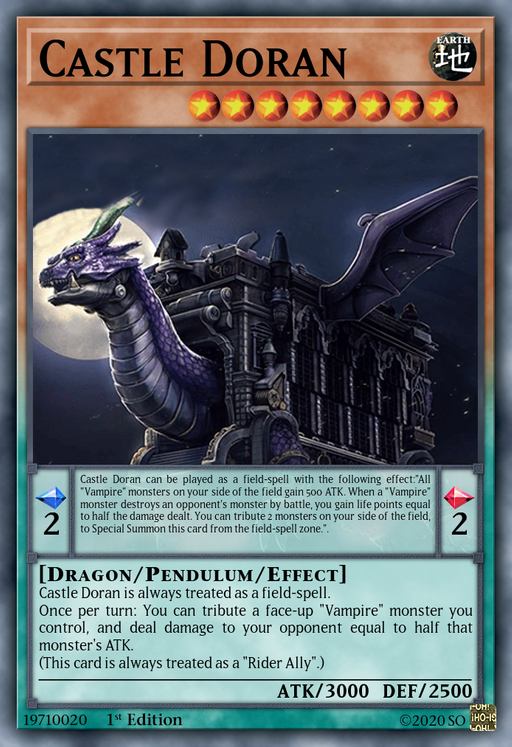 CASTLE DORAN
EARTH
地
Castle Doran can be played as a field-spell with the following effect:"All
"Vampire" monsters on your side of the field gain 500 ATK. When a "Vampire"
monster destroys an opponent's monster by battle, you gain life points equal
to half the damage dealt. You can tribute 2 monsters on your side of the field,
to Special Summon this card from the field-spell zone.".
2
2
[DRAGON/PENDULUM/EFFECT]
Castle Doran is always treated as a field-spell.
Once per turn: You can tribute a face-up "Vampire" monster you
control, and deal damage to your opponent equal to half that
monster's ATK.
(This card is always treated as a "Rider Ally".)
ATK/3000 DEF/2500
19710020 1st Edition ©2020 SO